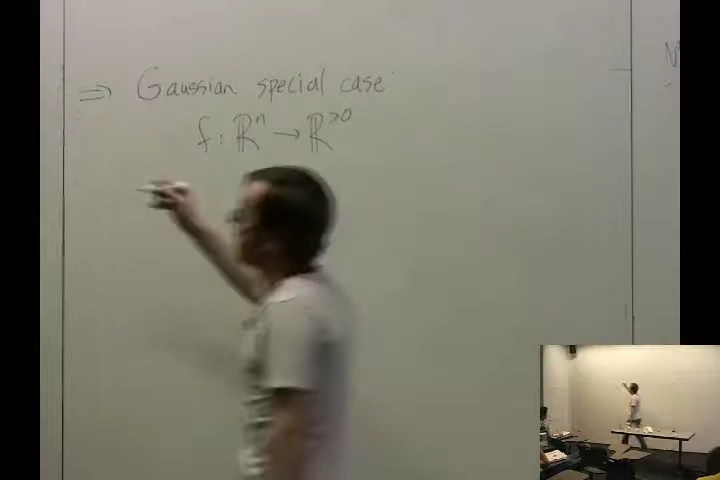 ⇒ Gaussian special case:
f: ℝⁿ → ℝ^{≥0}